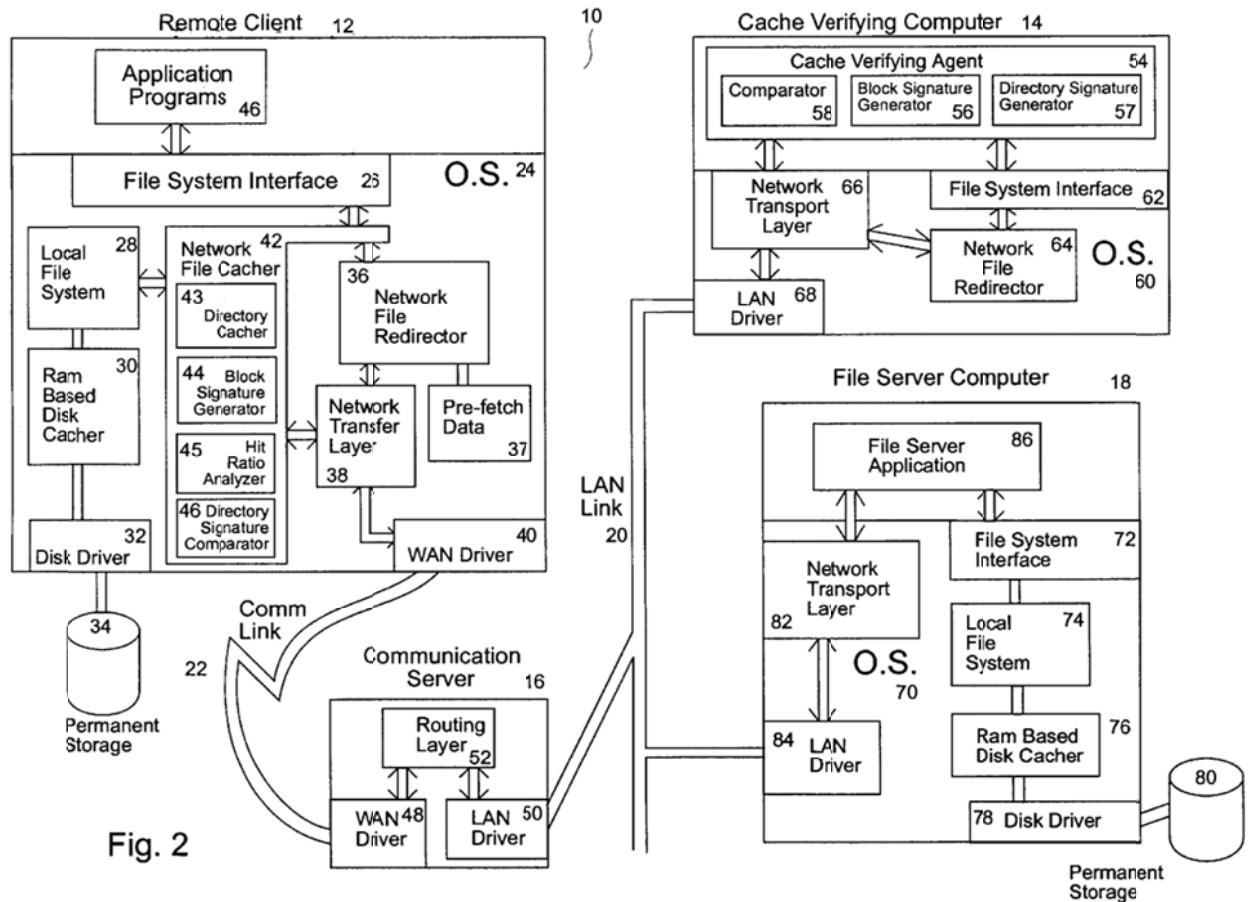 Remote Client 12
Application
Programs
46
File System Interface 26
O.S. 24
28
Local
File
System
30
Ram
Based
Disk
Cacher
32
Disk Driver
34
Permanent
Storage
42
Network
File Cacher
43
Directory
Cacher
44
Block
Signature
Generator
45
Hit
Ratio
Analyzer
46 Directory
Signature
Comparator
36
Network
File
Redirector
Network
Transfer
Layer
38
Pre-fetch
Data
37
40
WAN Driver
Comm
Link
22
Communication
Server
16
Routing
Layer
52
WAN 48
Driver
LAN 50
Driver
Fig. 2
10
LAN
Link
20
Cache Verifying Computer 14
Cache Verifying Agent
54
Comparator
58
Block Signature
Generator
56
Directory Signature
Generator
57
Network
Transport
Layer
66
File System Interface
62
Network
File
Redirector
64
O.S.
60
LAN
Driver
68
File Server Computer
18
File Server
Application
86
File System
Interface
72
Network
Transport
Layer
82
Local
File
System
74
O.S.
70
84
LAN
Driver
Ram Based
Disk Cacher
76
78
Disk Driver
80
Permanent
Storage